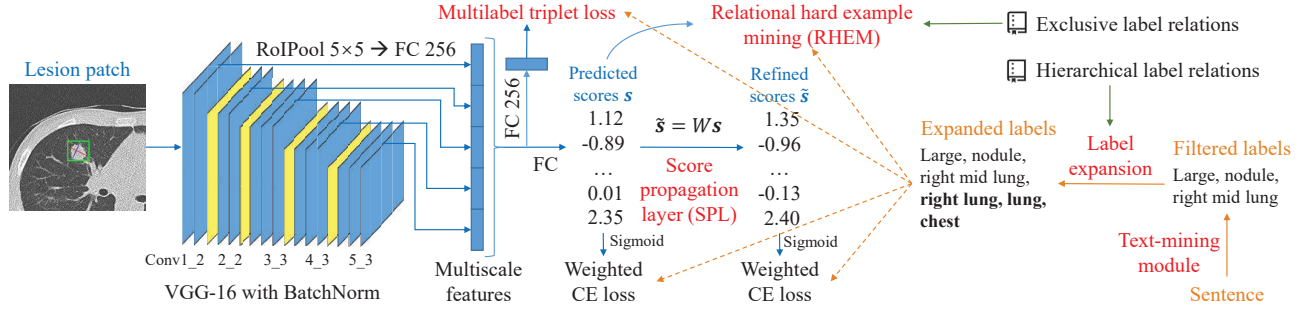 Multilabel triplet loss
Relational hard example
mining (RHEM)
Exclusive label relations
Hierarchical label relations
Lesion patch
RoIPool 5×5 → FC 256
FC 256
FC
Predicted
scores s
1.12
-0.89
...
0.01
2.35
Sigmoid
Weighted
CE loss
s̃ = Ws
Score
propagation
layer (SPL)
Refined
scores s̃
1.35
-0.96
...
-0.13
2.40
Sigmoid
Weighted
CE loss
Expanded labels
Large, nodule,
right mid lung,
right lung, lung,
chest
Label
expansion
Filtered labels
Large, nodule,
right mid lung
Text-mining
module
Sentence
Conv1_2 2_2 3_3 4_3 5_3
VGG-16 with BatchNorm
Multiscale
features